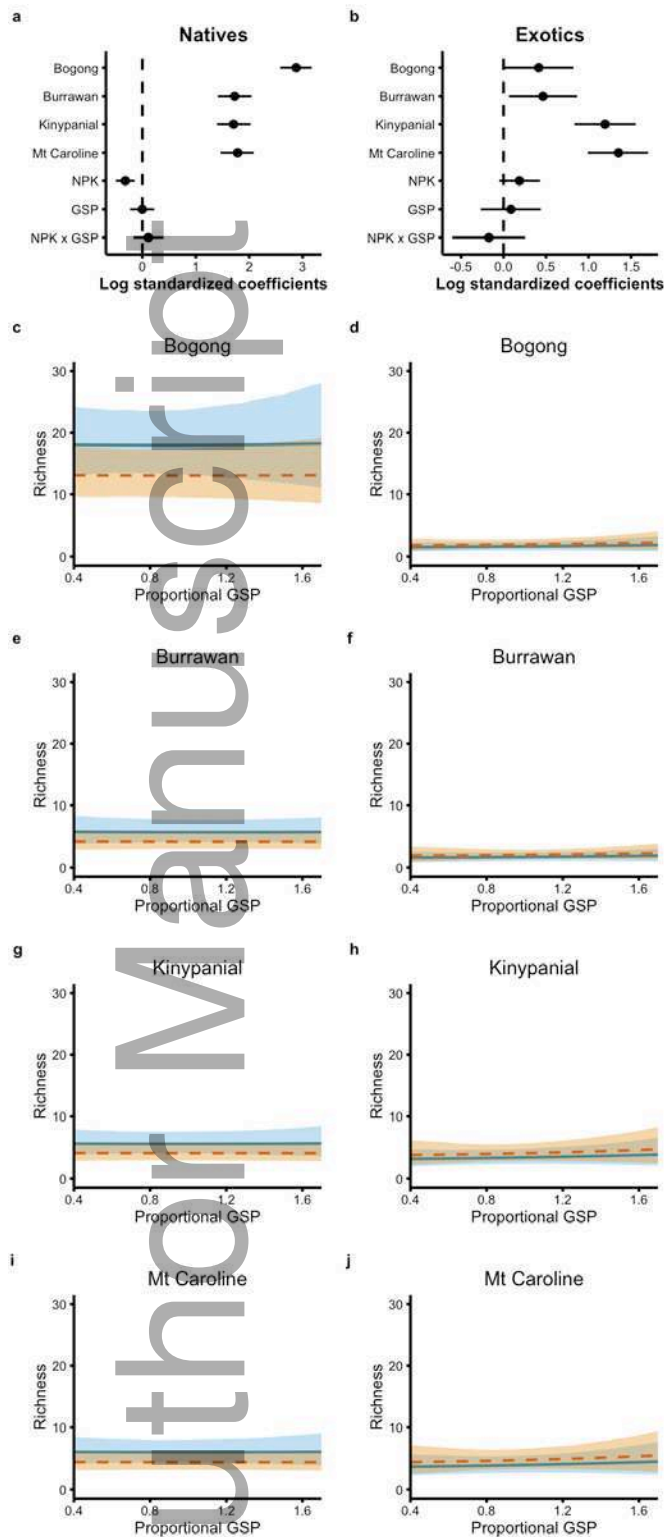 a
Natives
Bogong
Burrawan
Kinypanial
Mt Caroline
NPK
GSP
NPK x GSP
0 1 2 3
Log standardized coefficients
b
Exotics
Bogong
Burrawan
Kinypanial
Mt Caroline
NPK
GSP
NPK x GSP
-0.5 0.0 0.5 1.0 1.5
Log standardized coefficients
c
Bogong
30
20
10
0
Richness
0.4 0.8 1.2 1.6
Proportional GSP
d
Bogong
30
20
10
0
Richness
0.4 0.8 1.2 1.6
Proportional GSP
e
Burrawan
30
20
10
0
Richness
0.4 0.8 1.2 1.6
Proportional GSP
f
Burrawan
30
20
10
0
Richness
0.4 0.8 1.2 1.6
Proportional GSP
g
Kinypanial
30
20
10
0
Richness
0.4 0.8 1.2 1.6
Proportional GSP
h
Kinypanial
30
20
10
0
Richness
0.4 0.8 1.2 1.6
Proportional GSP
i
Mt Caroline
30
20
10
0
Richness
0.4 0.8 1.2 1.6
Proportional GSP
j
Mt Caroline
30
20
10
0
Richness
0.4 0.8 1.2 1.6
Proportional GSP
uthor Manuscript